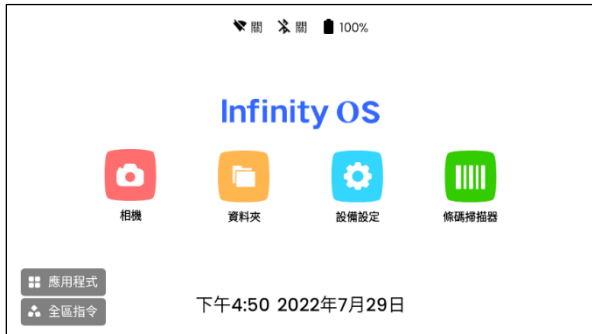 關 關 100%
Infinity OS
相機 資料夾 設備設定 條碼掃描器
應用程式
全區指令
下午4:50 2022年7月29日